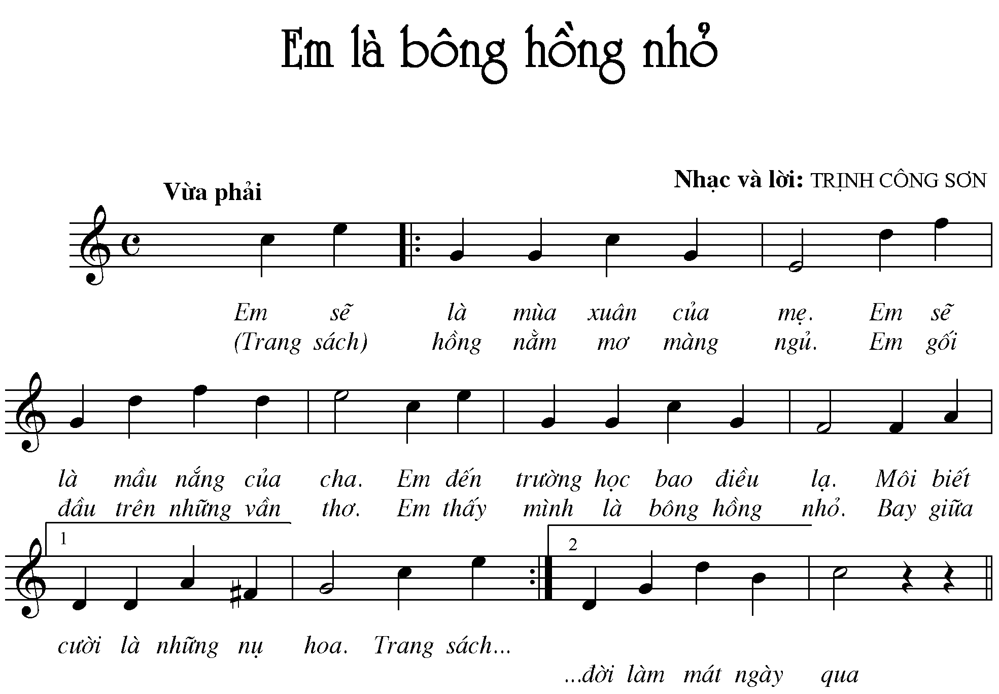 Em là bông hồng nhỏ
Nhạc và lời: TRỊNH CÔNG SƠN
Vừa phải
Em sẽ là mùa xuân của mẹ. Em sẽ
(Trang sách) hồng nằm mơ màng ngủ. Em gối
là mầu nắng của cha. Em đến trường học bao điều lạ. Môi biết
đầu trên những vần thơ. Em thấy mình là bông hồng nhỏ. Bay giữa
1
2
cười là những nụ hoa. Trang sách...
...đời làm mát ngày qua